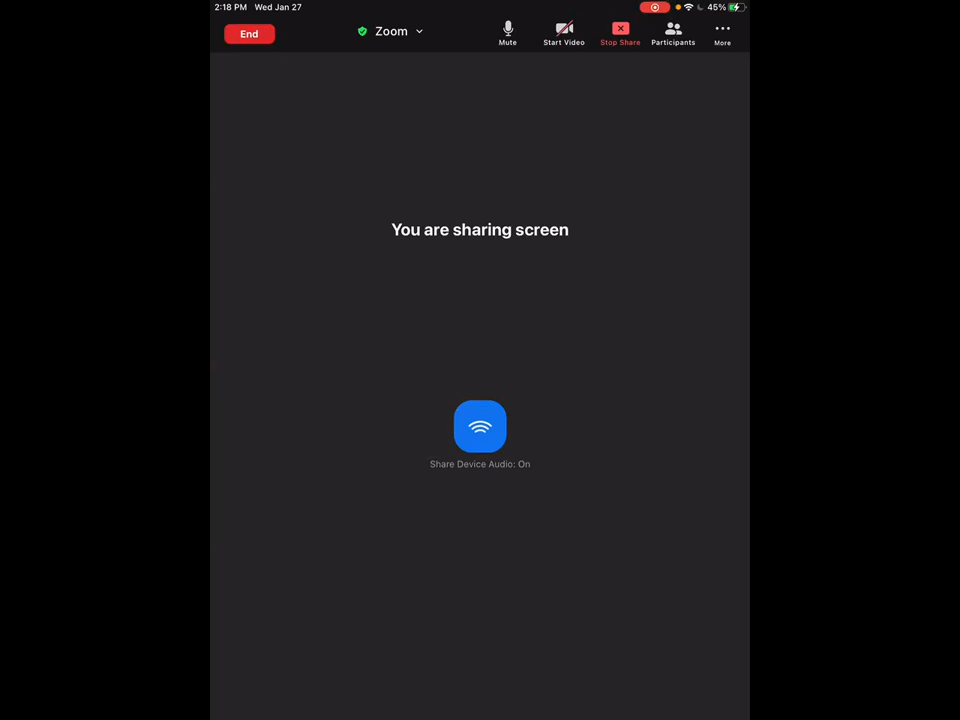 2:18 PM Wed Jan 27
45%
End
Zoom
Mute
Start Video
Stop Share
Participants
More
You are sharing screen
Share Device Audio: On